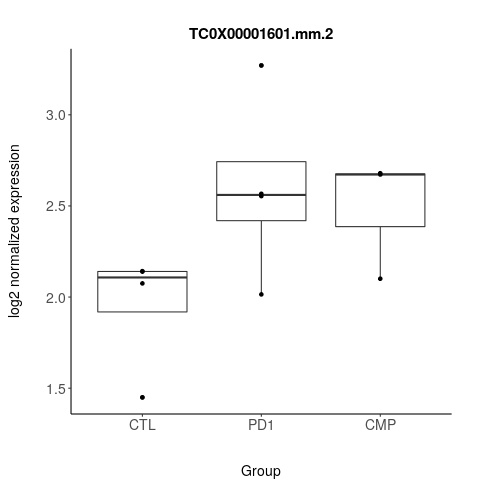 TC0X00001601.mm.2
log2 normalized expression
3.0
2.5
2.0
1.5
CTL PD1 CMP
Group